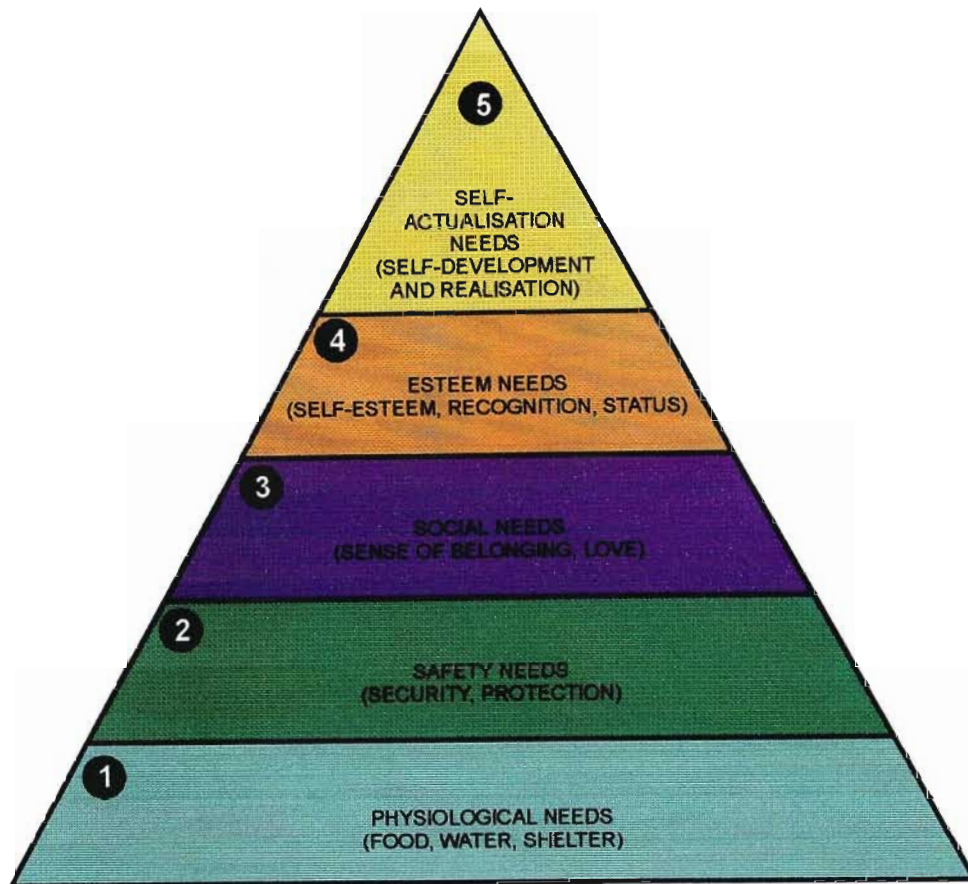 5
SELF-
ACTUALISATION
NEEDS
(SELF-DEVELOPMENT
AND REALISATION)
4
ESTEEM NEEDS
(SELF-ESTEEM, RECOGNITION, STATUS)
3
SOCIAL NEEDS
(SENSE OF BELONGING, LOVE)
2
SAFETY NEEDS
(SECURITY, PROTECTION)
1
PHYSIOLOGICAL NEEDS
(FOOD, WATER, SHELTER)